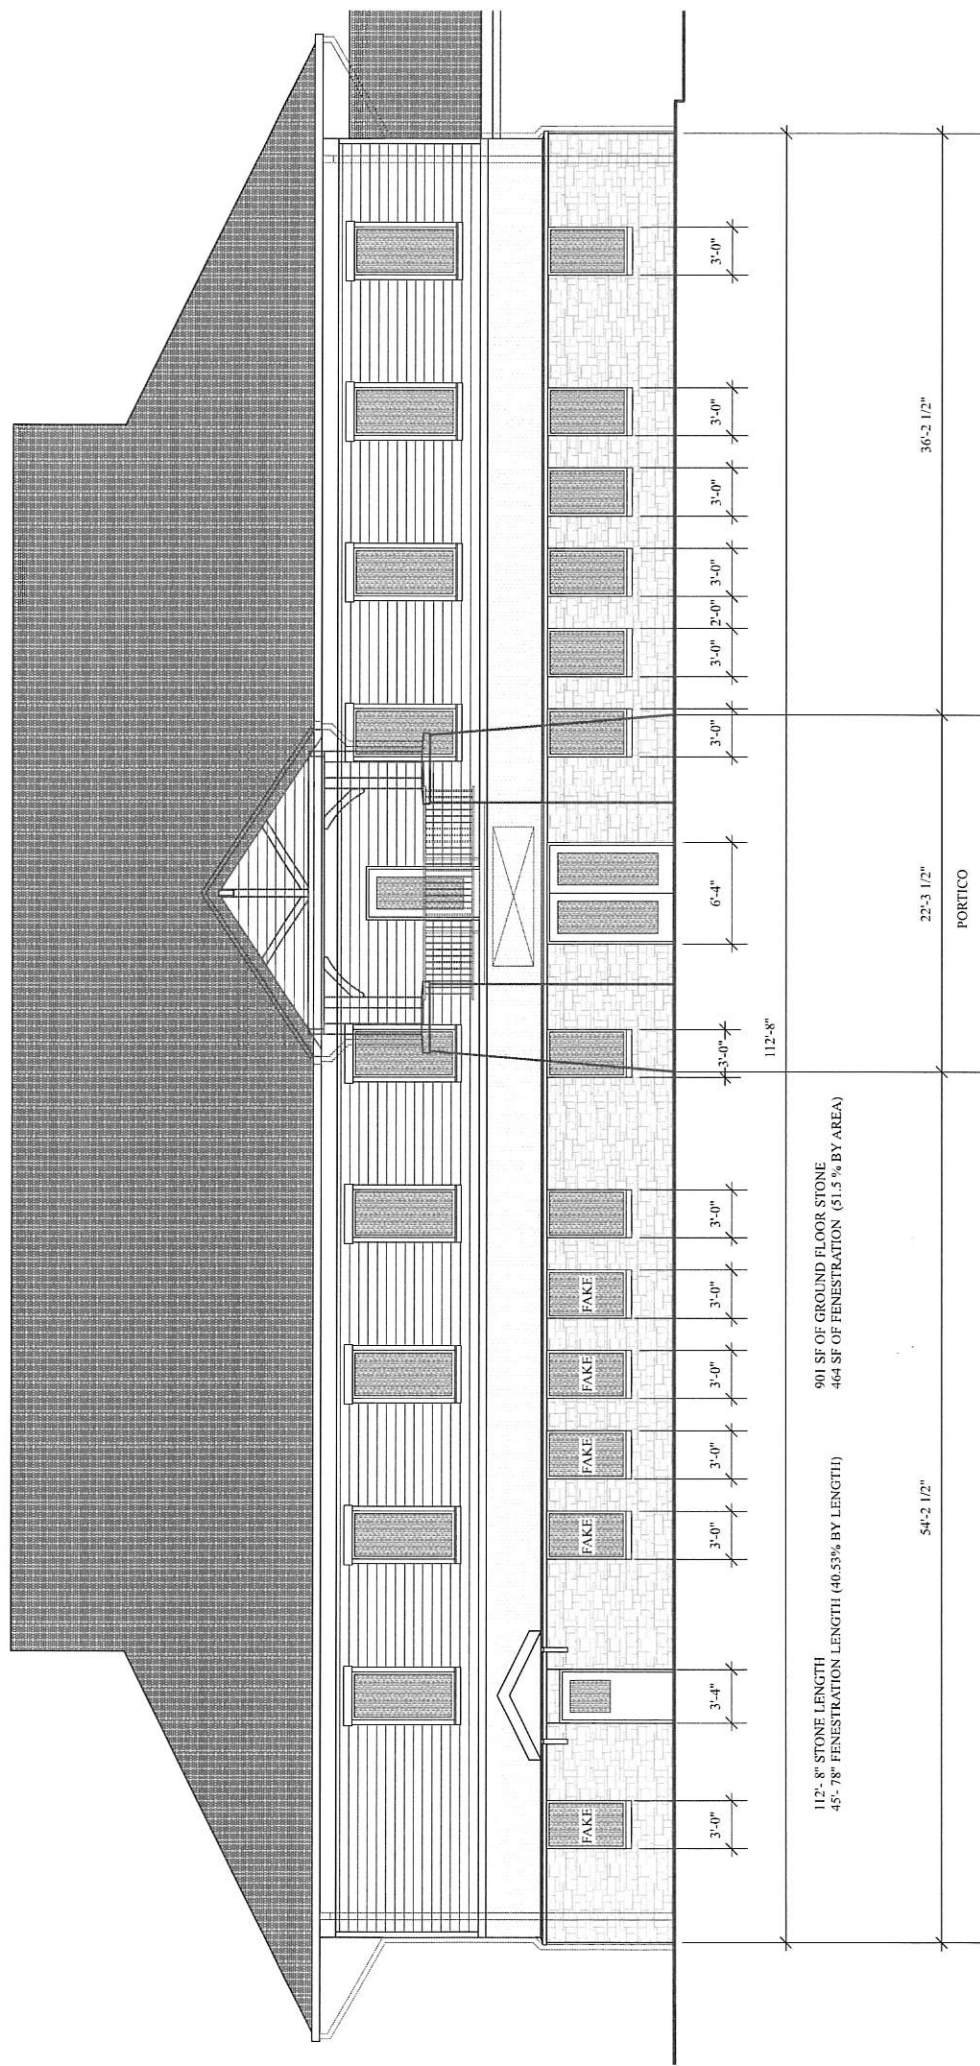 FAKE FAKE FAKE FAKE FAKE
3'-0" 3'-4" 3'-0" 3'-0" 3'-0" 3'-0" 3'-0" 3'-0" 6'-4" 3'-0" 3'-0" 2'-0" 3'-0" 3'-0" 3'-0" 3'-0"
112'-8"
112'- 8" STONE LENGTH
45'- 78" FENESTRATION LENGTH (40.53% BY LENGTH)
901 SF OF GROUND FLOOR STONE
464 SF OF FENESTRATION (51.5 % BY AREA)
54'-2 1/2" 22'-3 1/2" 36'-2 1/2"
PORTICO